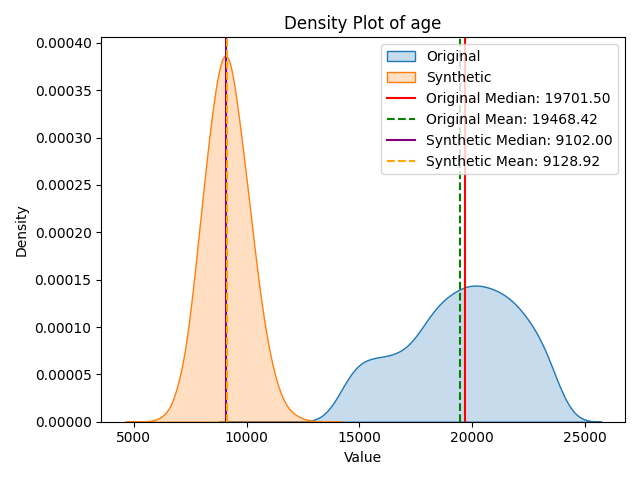 Density Plot of age
0.00040
0.00035
0.00030
0.00025
0.00020
0.00015
0.00010
0.00005
0.00000
Density
Original
Synthetic
Original Median: 19701.50
Original Mean: 19468.42
Synthetic Median: 9102.00
Synthetic Mean: 9128.92
5000 10000 15000 20000 25000
Value